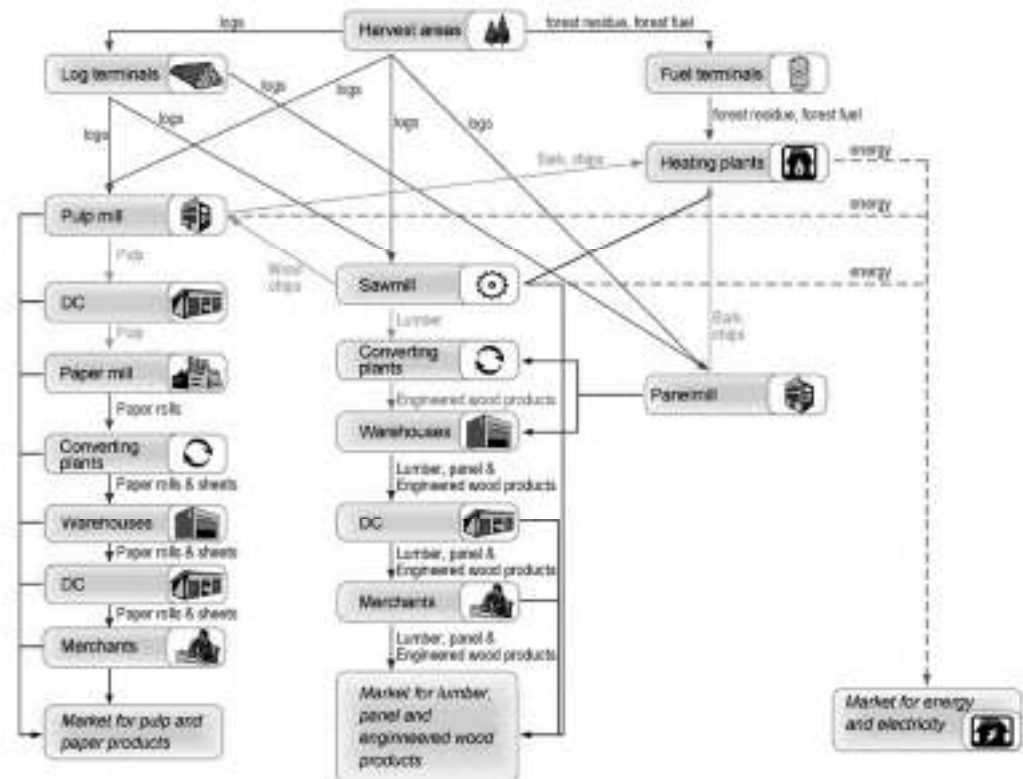 logs
Harvest areas
forest residue, forest fuel
Log terminals
Fuel terminals
logs
logs
logs
logs
logs
logs
forest residue, forest fuel
Bark, chips
Heating plants
energy
Pulp mill
energy
Pulp
Wood
chips
Sawmill
energy
DC
Pulp
Lumber
Bark,
chips
Paper mill
Converting
plants
Panelmill
Paper rolls
Engineered wood products
Warehouses
Converting
plants
Paper rolls & sheets
Lumber, panel &
Engineered wood products
Warehouses
DC
Paper rolls & sheets
Lumber, panel &
Engineered wood products
DC
Merchants
Paper rolls & sheets
Lumber, panel &
Engineered wood products
Merchants
Market for pulp and
paper products
Market for lumber,
panel and
enginneered wood
products
Market for energy
and electricity